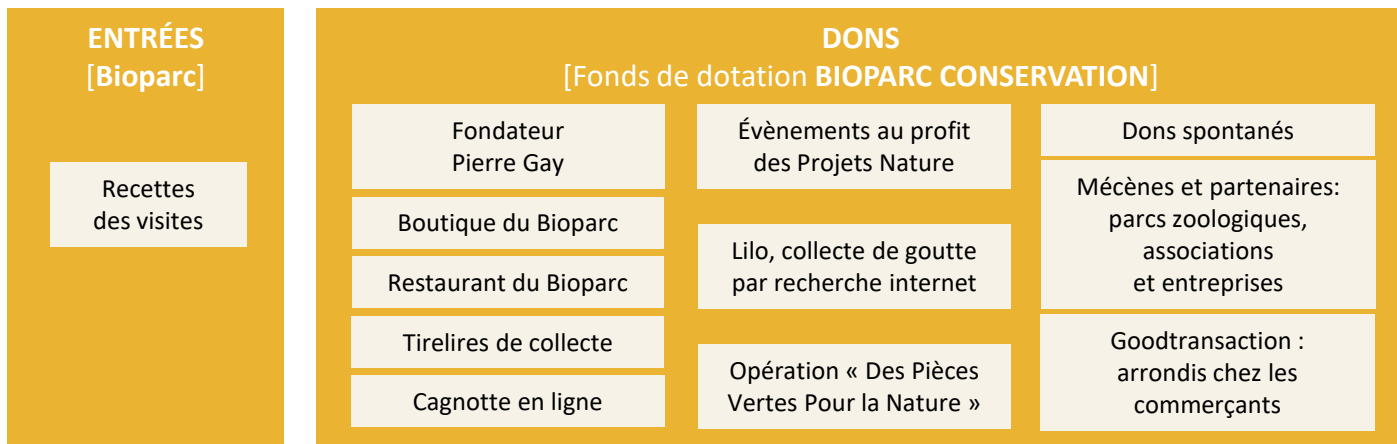 ENTRÉES
[Bioparc]
Recettes
des visites
DONS
[Fonds de dotation BIOPARC CONSERVATION]
Fondateur
Pierre Gay
Boutique du Bioparc
Restaurant du Bioparc
Tirelires de collecte
Cagnotte en ligne
Évènements au profit
des Projets Nature
Lilo, collecte de goutte
par recherche internet
Opération « Des Pièces
Vertes Pour la Nature »
Dons spontanés
Mécènes et partenaires:
parcs zoologiques,
associations
et entreprises
Goodtransaction :
arrondis chez les
commerçants